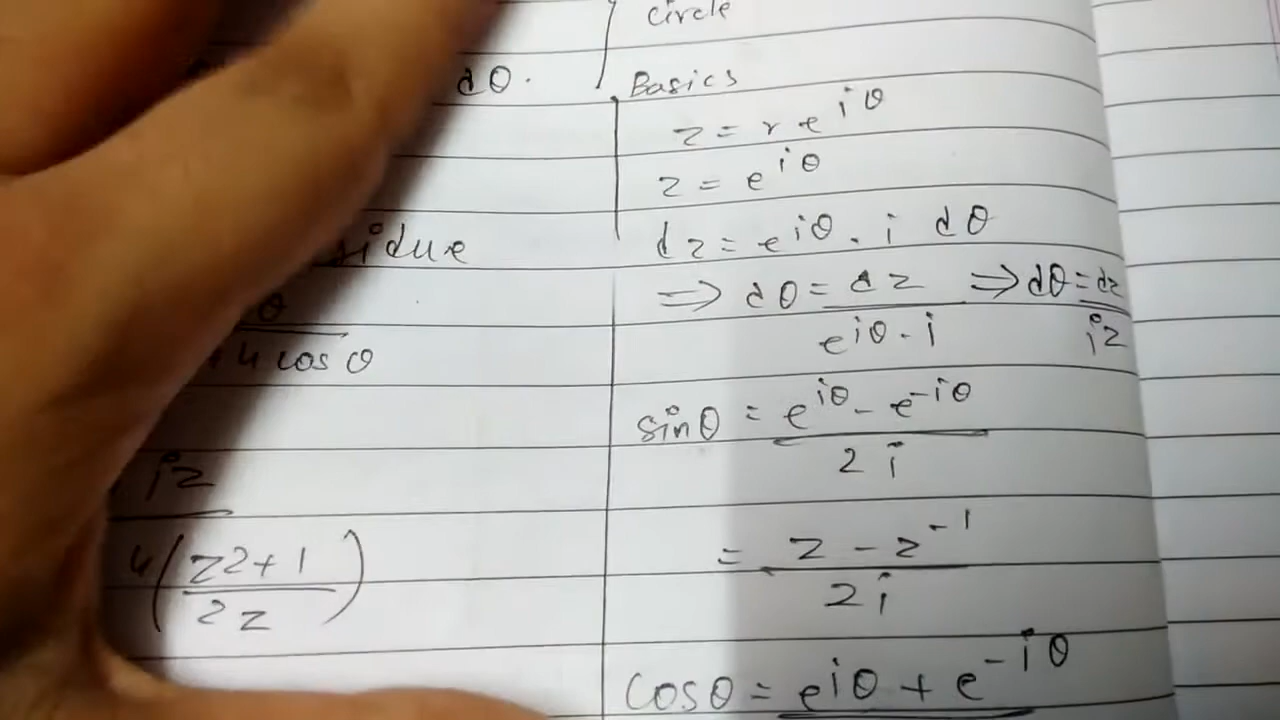 dθ.
sidue
θ
+ 4 cos θ
iz
4(z²+1 / 2z)
circle
Basics
z = r e^{iθ}
z = e^{iθ}
dz = e^{iθ} . i dθ
⇒ dθ = dz / e^{iθ} . i ⇒ dθ = dz / iz
sinθ = e^{iθ} - e^{-iθ} / 2i
= z - z^{-1} / 2i
cosθ = e^{iθ} + e^{-iθ}